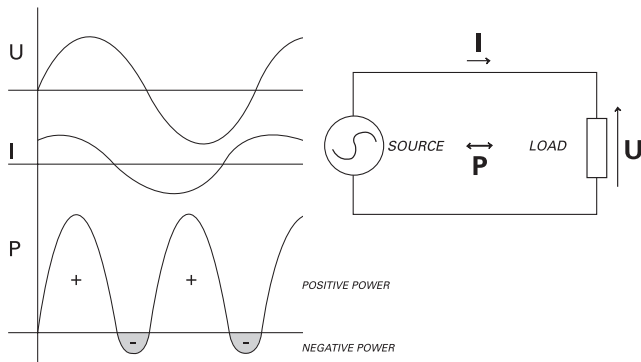 U
I
P
+
+
-
-
POSITIVE POWER
NEGATIVE POWER
I
SOURCE
P
LOAD
U